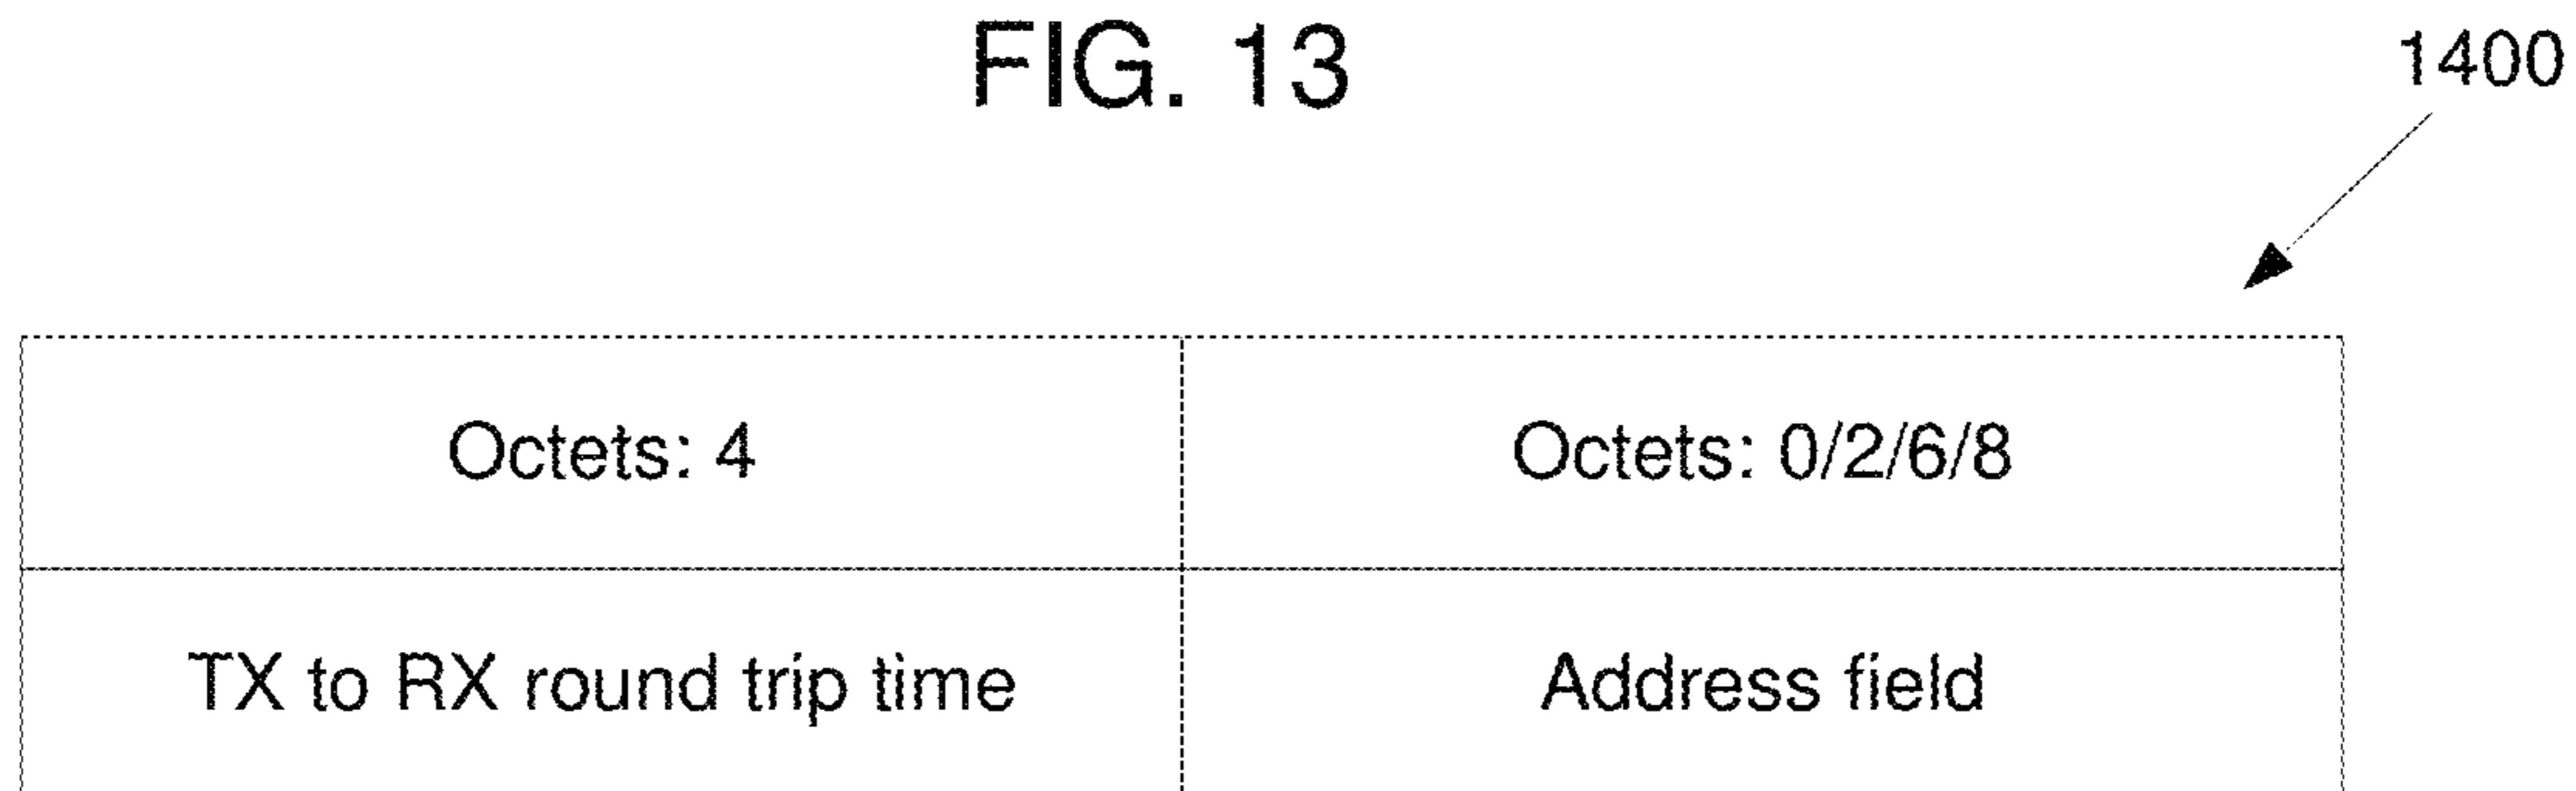 FIG. 13
1400
Octets: 4
Octets: 0/2/6/8
TX to RX round trip time
Address field